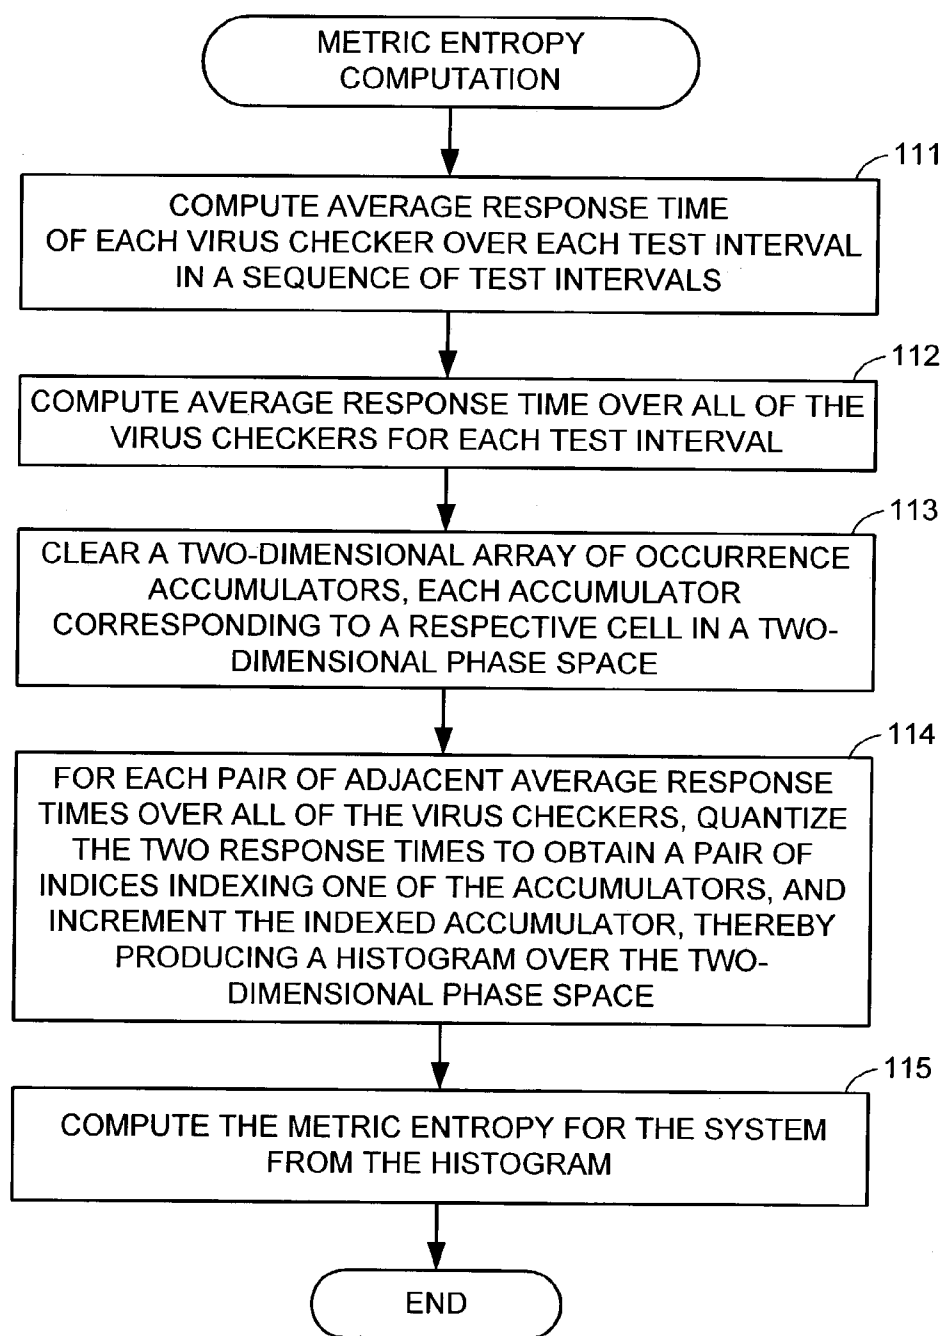 METRIC ENTROPY
COMPUTATION
111
COMPUTE AVERAGE RESPONSE TIME
OF EACH VIRUS CHECKER OVER EACH TEST INTERVAL
IN A SEQUENCE OF TEST INTERVALS
112
COMPUTE AVERAGE RESPONSE TIME OVER ALL OF THE
VIRUS CHECKERS FOR EACH TEST INTERVAL
113
CLEAR A TWO-DIMENSIONAL ARRAY OF OCCURRENCE
ACCUMULATORS, EACH ACCUMULATOR
CORRESPONDING TO A RESPECTIVE CELL IN A TWO-
DIMENSIONAL PHASE SPACE
114
FOR EACH PAIR OF ADJACENT AVERAGE RESPONSE
TIMES OVER ALL OF THE VIRUS CHECKERS, QUANTIZE
THE TWO RESPONSE TIMES TO OBTAIN A PAIR OF
INDICES INDEXING ONE OF THE ACCUMULATORS, AND
INCREMENT THE INDEXED ACCUMULATOR, THEREBY
PRODUCING A HISTOGRAM OVER THE TWO-
DIMENSIONAL PHASE SPACE
115
COMPUTE THE METRIC ENTROPY FOR THE SYSTEM
FROM THE HISTOGRAM
END